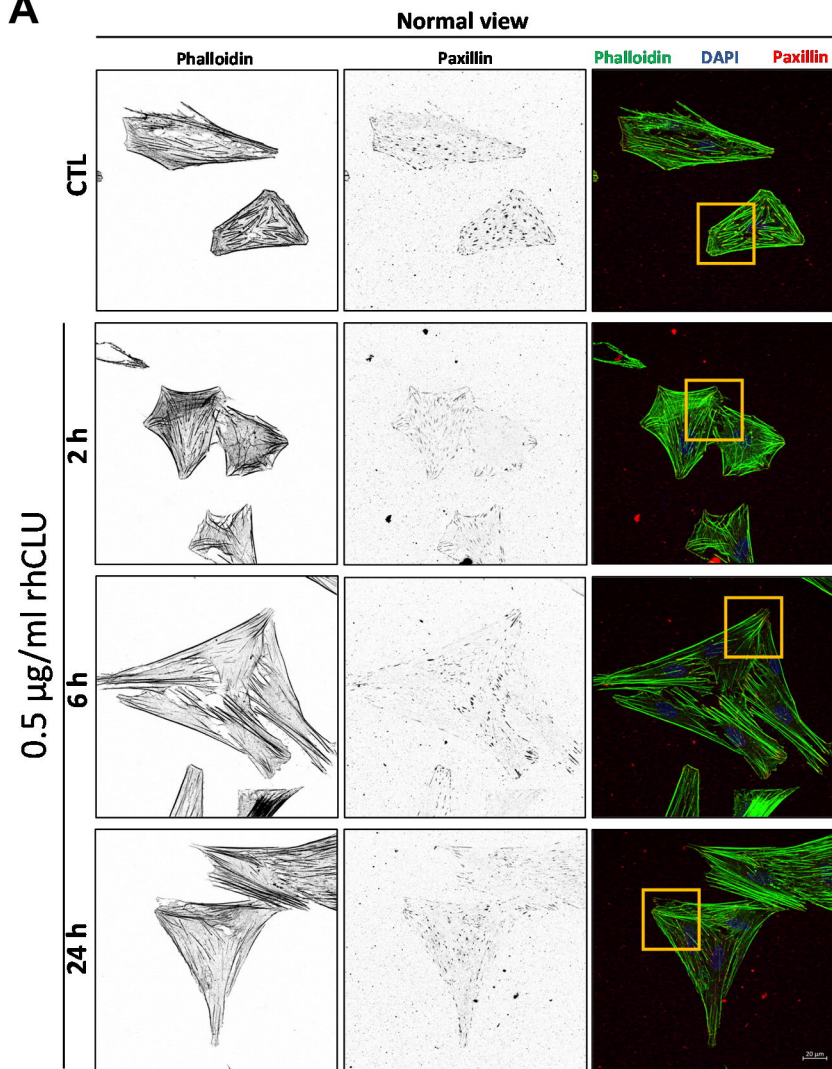 A
Normal view
Phalloidin Paxillin Phalloidin DAPI Paxillin
CTL
2 h
6 h
24 h
0.5 µg/ml rhCLU
20 µm